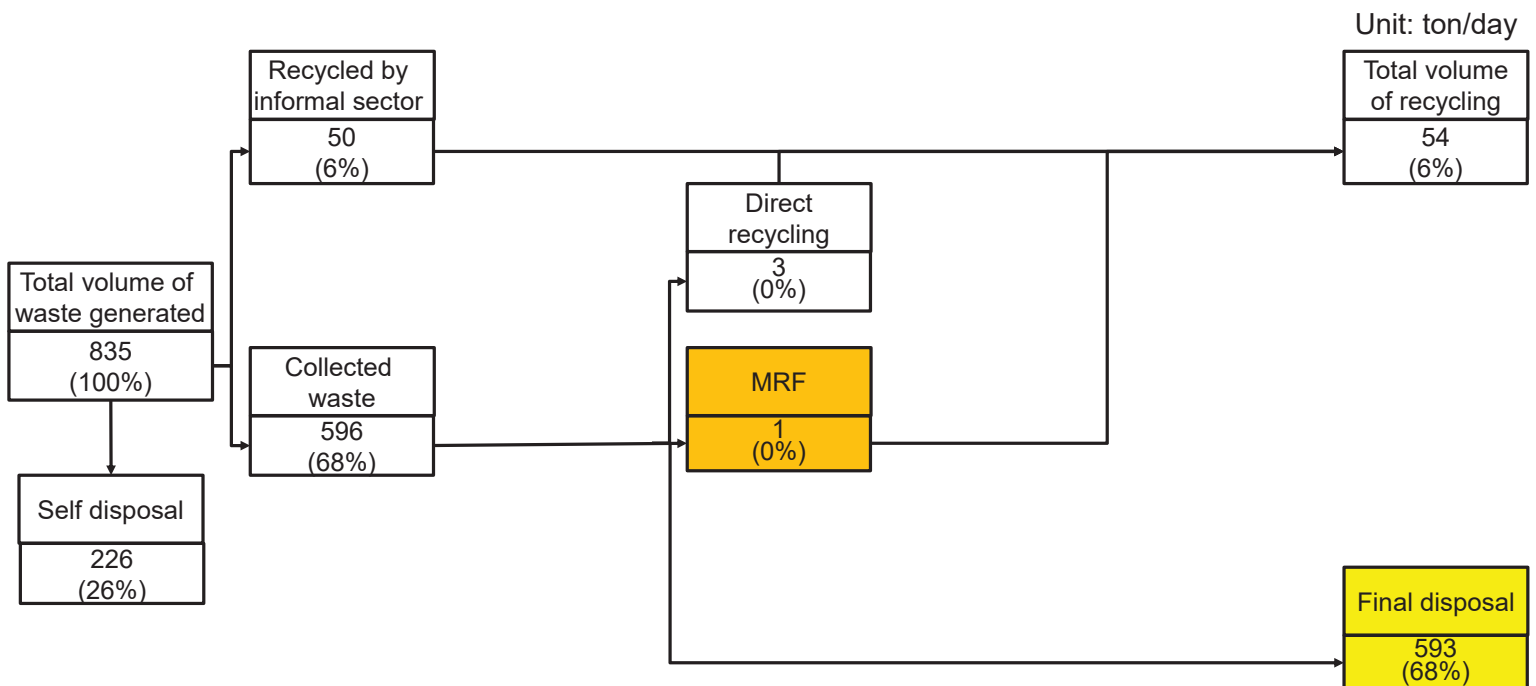 Unit: ton/day
Recycled by
informal sector
50
(6%)
Total volume
of recycling
54
(6%)
Direct
recycling
3
(0%)
Total volume of
waste generated
835
(100%)
Collected
waste
596
(68%)
MRF
1
(0%)
Self disposal
226
(26%)
Final disposal
593
(68%)